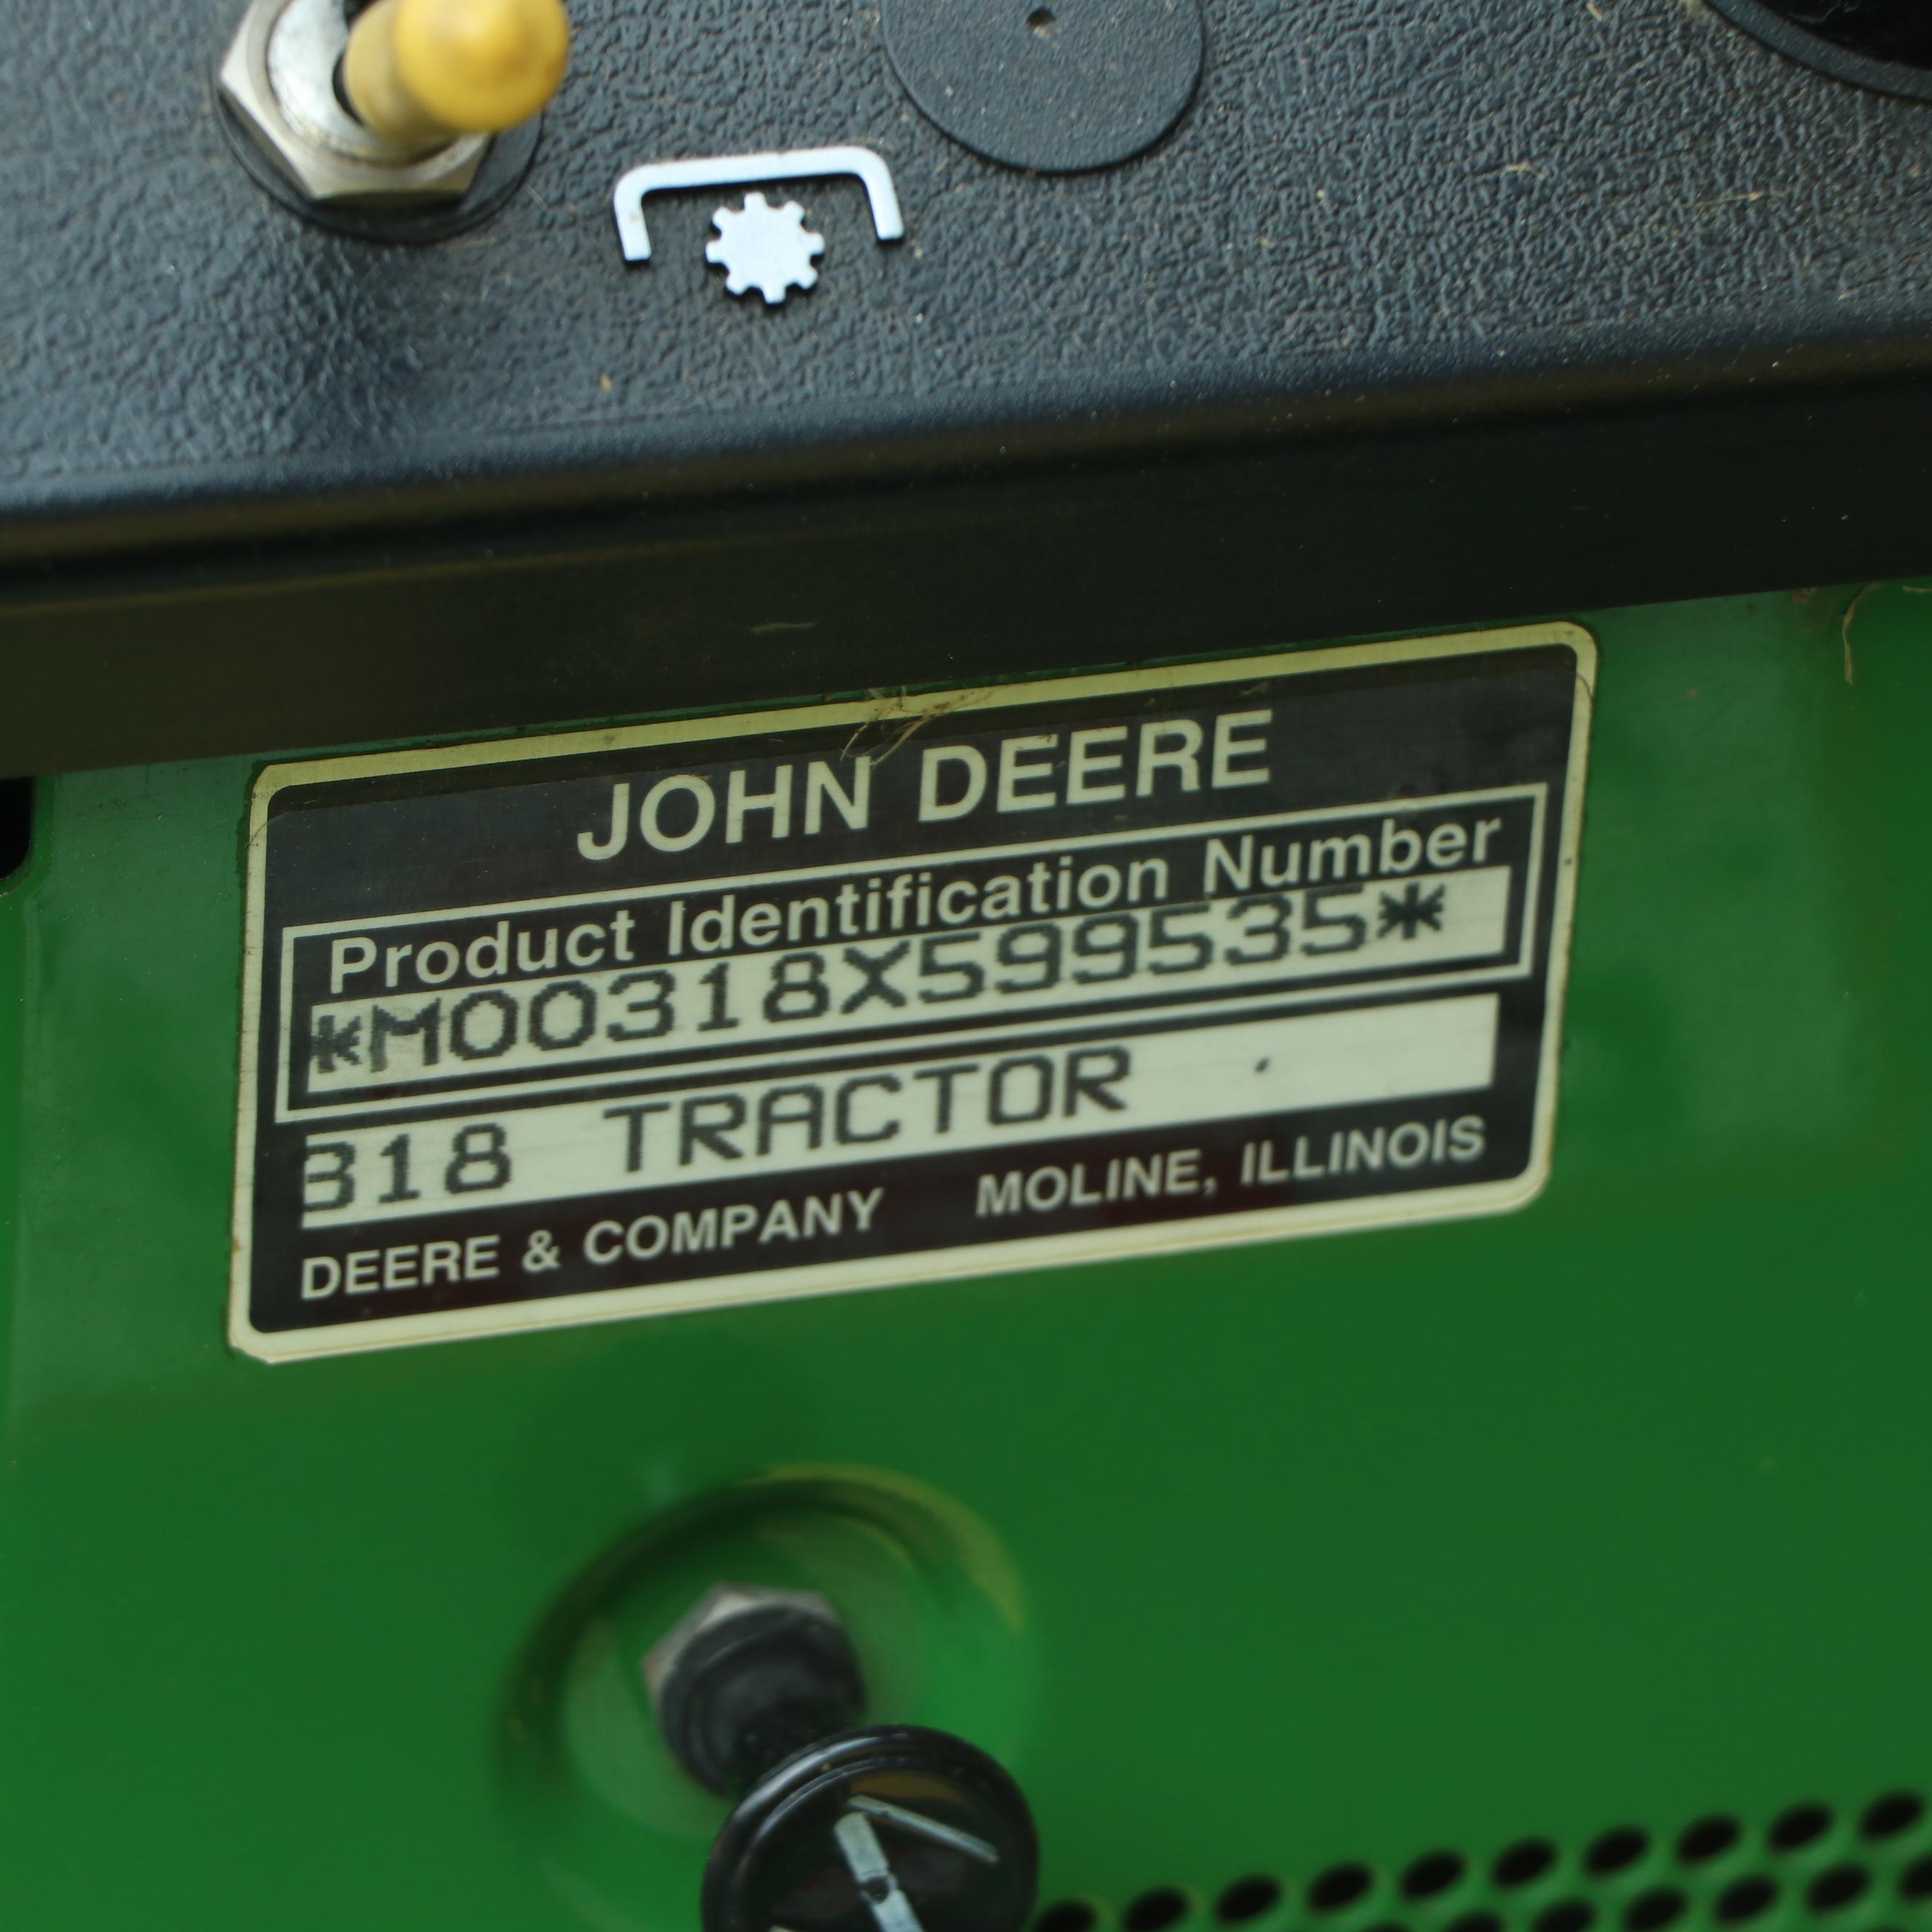 JOHN DEERE
Product Identification Number
*M00318X599535*
318 TRACTOR
DEERE & COMPANY MOLINE, ILLINOIS